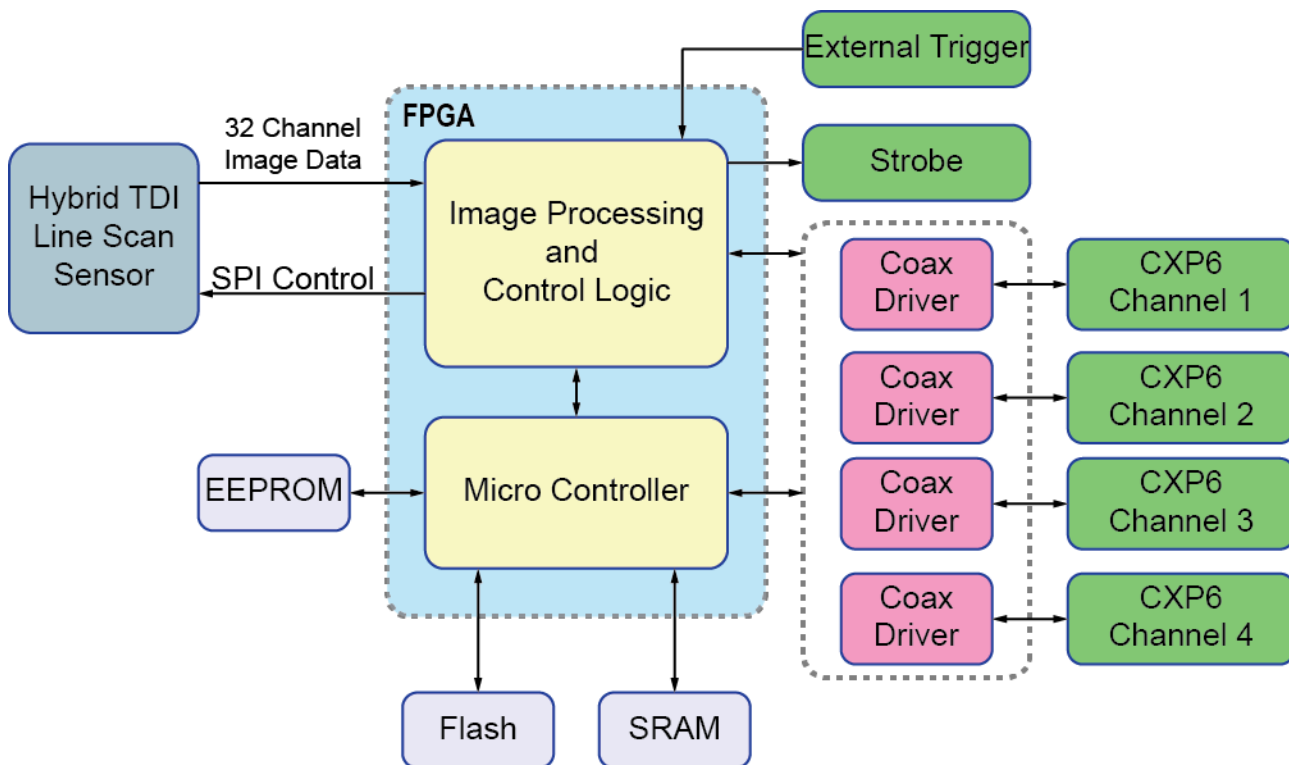 External Trigger
FPGA
32 Channel
Image Data
Strobe
Hybrid TDI
Line Scan
Sensor
Image Processing
and
Control Logic
SPI Control
Coax
Driver
CXP6
Channel 1
Coax
Driver
CXP6
Channel 2
EEPROM
Micro Controller
Coax
Driver
CXP6
Channel 3
Coax
Driver
CXP6
Channel 4
Flash
SRAM